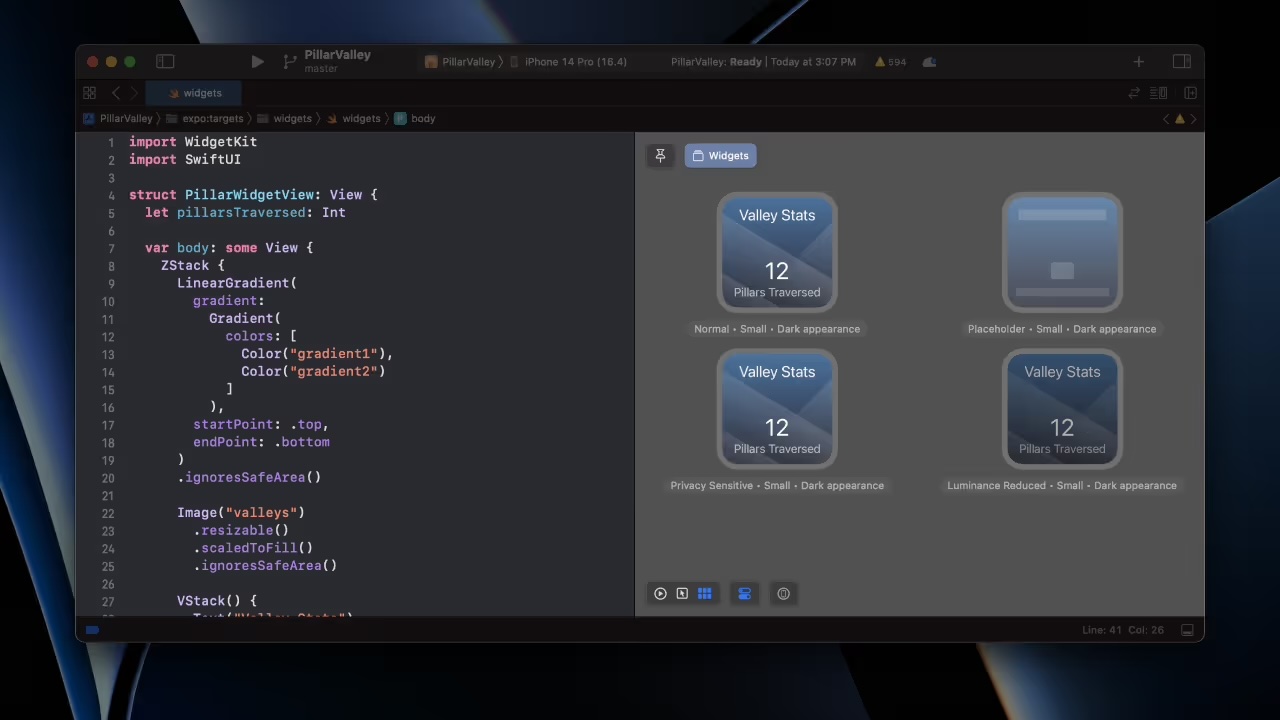 PillarValley
master
PillarValley iPhone 14 Pro (16.4)
PillarValley: Ready | Today at 3:07 PM
594
widgets
PillarValley expo:targets widgets widgets body
1 import WidgetKit
2 import SwiftUI
3
4 struct PillarWidgetView: View {
5 let pillarsTraversed: Int
6
7 var body: some View {
8 ZStack {
9 LinearGradient(
10 gradient:
11 Gradient(
12 colors: [
13 Color("gradient1"),
14 Color("gradient2")
15 ]
16 ),
17 startPoint: .top,
18 endPoint: .bottom
19 )
20 .ignoresSafeArea()
21
22 Image("valleys")
23 .resizable()
24 .scaledToFill()
25 .ignoresSafeArea()
26
27 VStack() {
Text("Valley Stats")
Widgets
Valley Stats
12
Pillars Traversed
Normal • Small • Dark appearance
Placeholder • Small • Dark appearance
Valley Stats
12
Pillars Traversed
Privacy Sensitive • Small • Dark appearance
Valley Stats
12
Pillars Traversed
Luminance Reduced • Small • Dark appearance
Line: 41 Col: 26